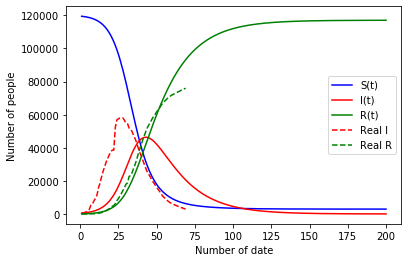 120000
100000
80000
60000
40000
20000
0
Number of people
S(t)
I(t)
R(t)
Real I
Real R
0 25 50 75 100 125 150 175 200
Number of date